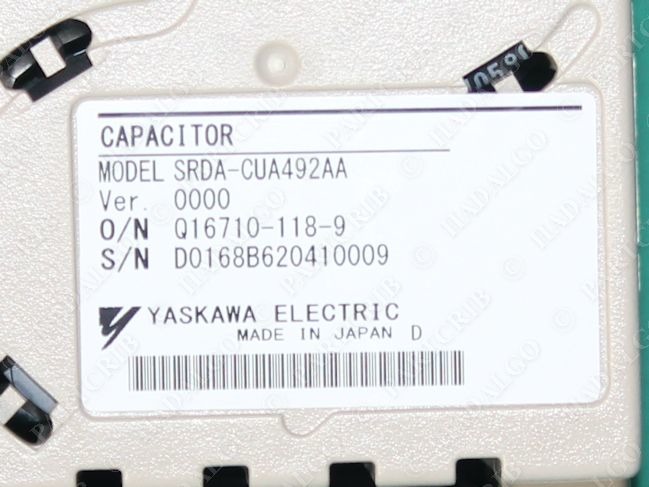 CAPACITOR
MODEL SRDA-CUA492AA
Ver. 0000
O/N Q16710-118-9
S/N D0168B620410009
YASKAWA ELECTRIC
MADE IN JAPAN D